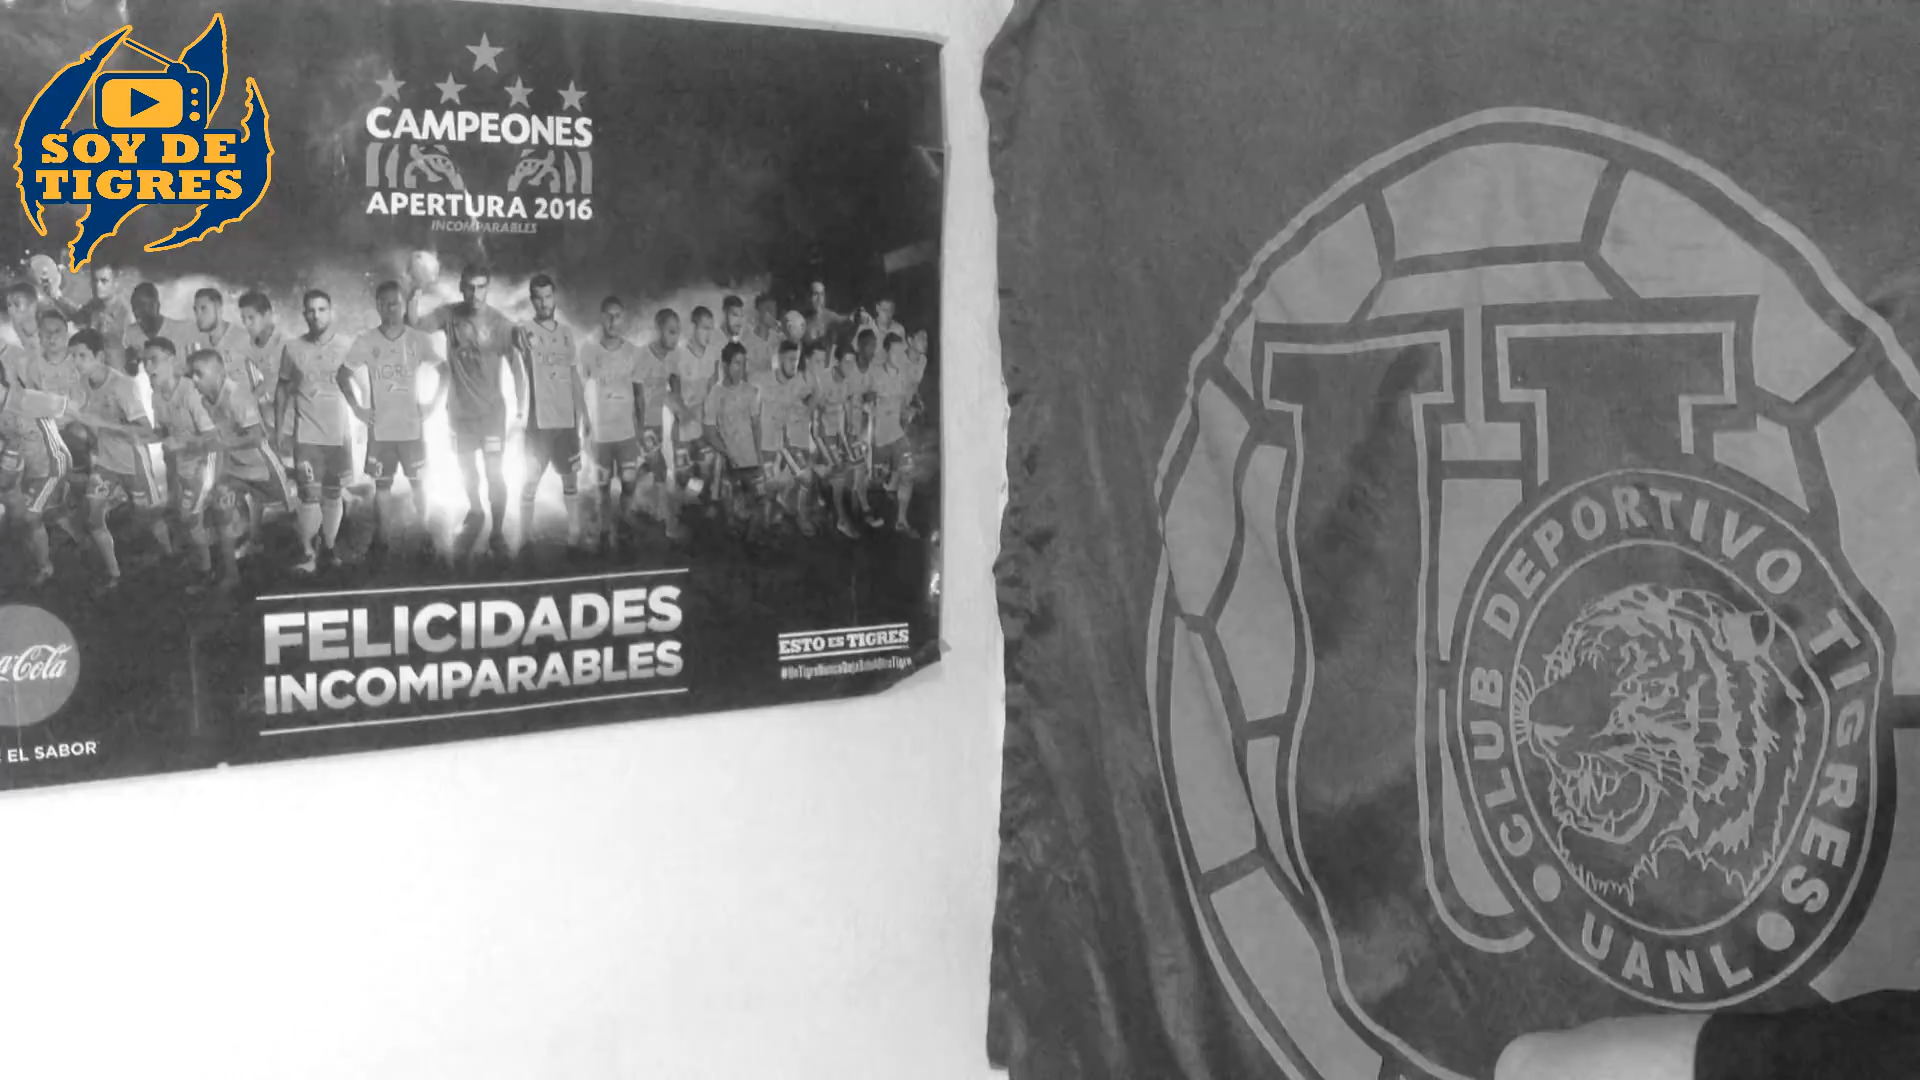 SOY DE
TIGRES
CAMPEONES
APERTURA 2016
INCOMPARABLES
FELICIDADES
INCOMPARABLES
ESTO ES TIGRES
#UnTigreNuncaDejaSoloAOtroTigre
a-Cola
EL SABOR
CLUB DEPORTIVO TIGRES
UANL